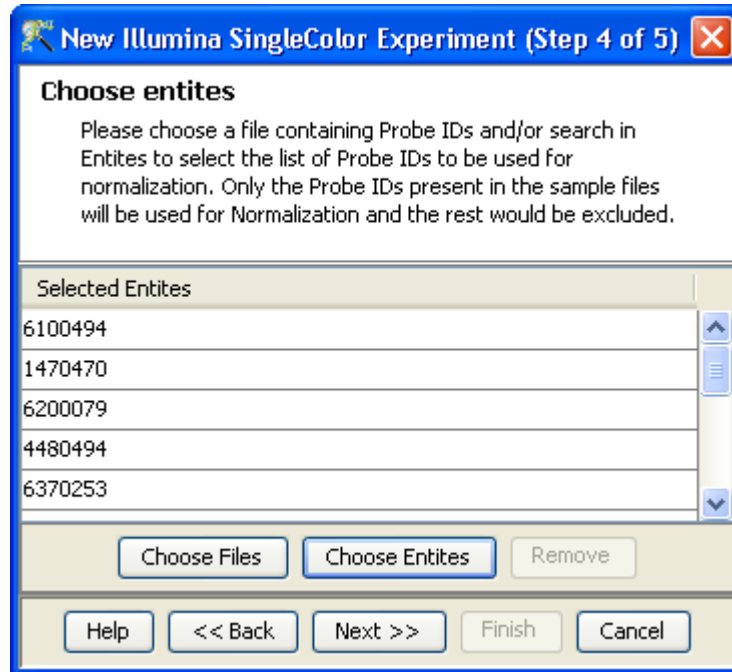 New Illumina SingleColor Experiment (Step 4 of 5)
Choose entites
Please choose a file containing Probe IDs and/or search in
Entites to select the list of Probe IDs to be used for
normalization. Only the Probe IDs present in the sample files
will be used for Normalization and the rest would be excluded.
Selected Entites
6100494
1470470
6200079
4480494
6370253
Choose Files Choose Entites Remove
Help << Back Next >> Finish Cancel